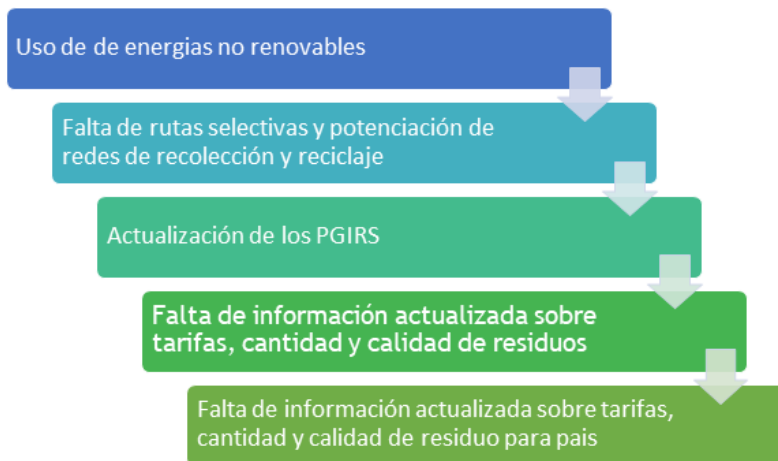 Uso de de energias no renovables
Falta de rutas selectivas y potenciación de
redes de recolección y reciclaje
Actualización de los PGIRS
Falta de información actualizada sobre
tarifas, cantidad y calidad de residuos
Falta de información actualizada sobre tarifas,
cantidad y calidad de residuo para pais